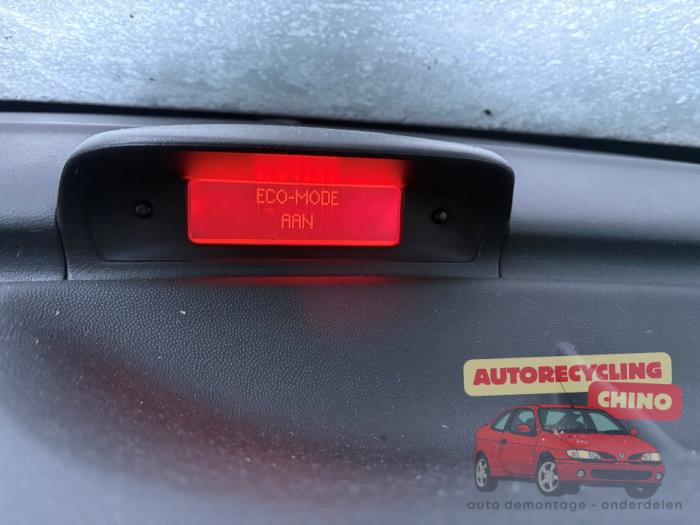 ECO-MODE
AAN
AUTORECYCLING
CHINO
auto demontage - onderdelen